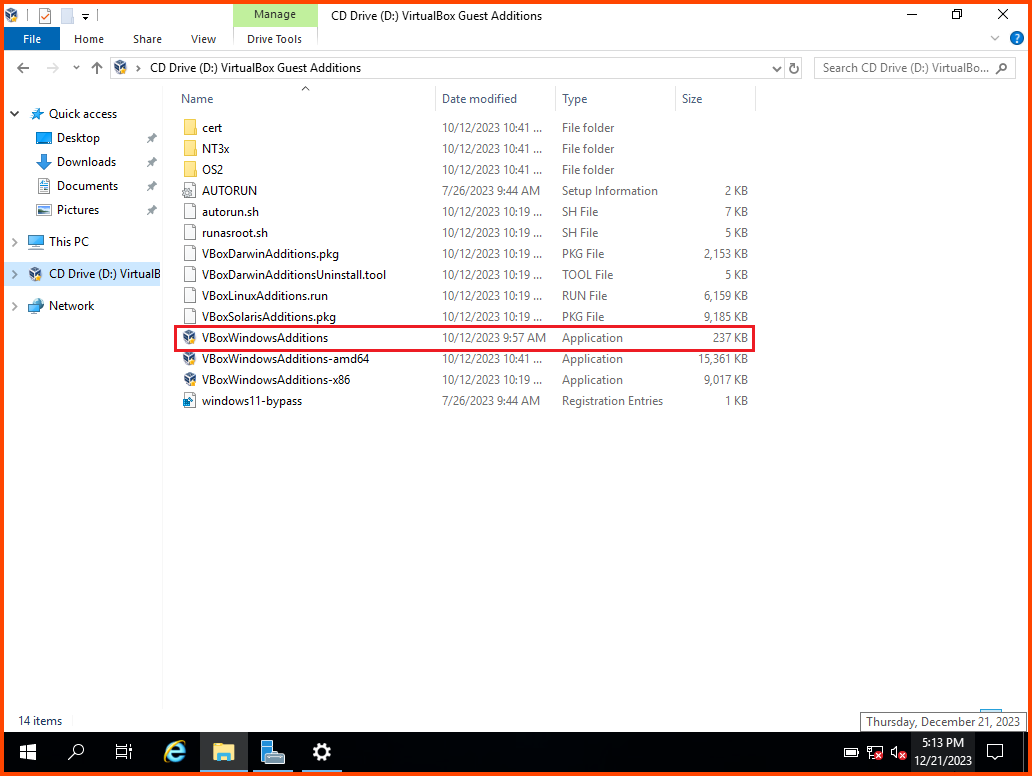 Manage
CD Drive (D:) VirtualBox Guest Additions
File
Home
Share
View
Drive Tools
CD Drive (D:) VirtualBox Guest Additions
Search CD Drive (D:) VirtualBo...
Name
Date modified
Type
Size
Quick access
Desktop
Downloads
Documents
Pictures
This PC
CD Drive (D:) VirtualB
Network
cert 10/12/2023 10:41 ... File folder
NT3x 10/12/2023 10:41 ... File folder
OS2 10/12/2023 10:41 ... File folder
AUTORUN 7/26/2023 9:44 AM Setup Information 2 KB
autorun.sh 10/12/2023 10:19 ... SH File 7 KB
runasroot.sh 10/12/2023 10:19 ... SH File 5 KB
VBoxDarwinAdditions.pkg 10/12/2023 10:19 ... PKG File 2,153 KB
VBoxDarwinAdditionsUninstall.tool 10/12/2023 10:19 ... TOOL File 5 KB
VBoxLinuxAdditions.run 10/12/2023 10:19 ... RUN File 6,159 KB
VBoxSolarisAdditions.pkg 10/12/2023 10:19 ... PKG File 9,185 KB
VBoxWindowsAdditions 10/12/2023 9:57 AM Application 237 KB
VBoxWindowsAdditions-amd64 10/12/2023 10:41 ... Application 15,361 KB
VBoxWindowsAdditions-x86 10/12/2023 10:19 ... Application 9,017 KB
windows11-bypass 7/26/2023 9:44 AM Registration Entries 1 KB
14 items
Thursday, December 21, 2023
5:13 PM
12/21/2023